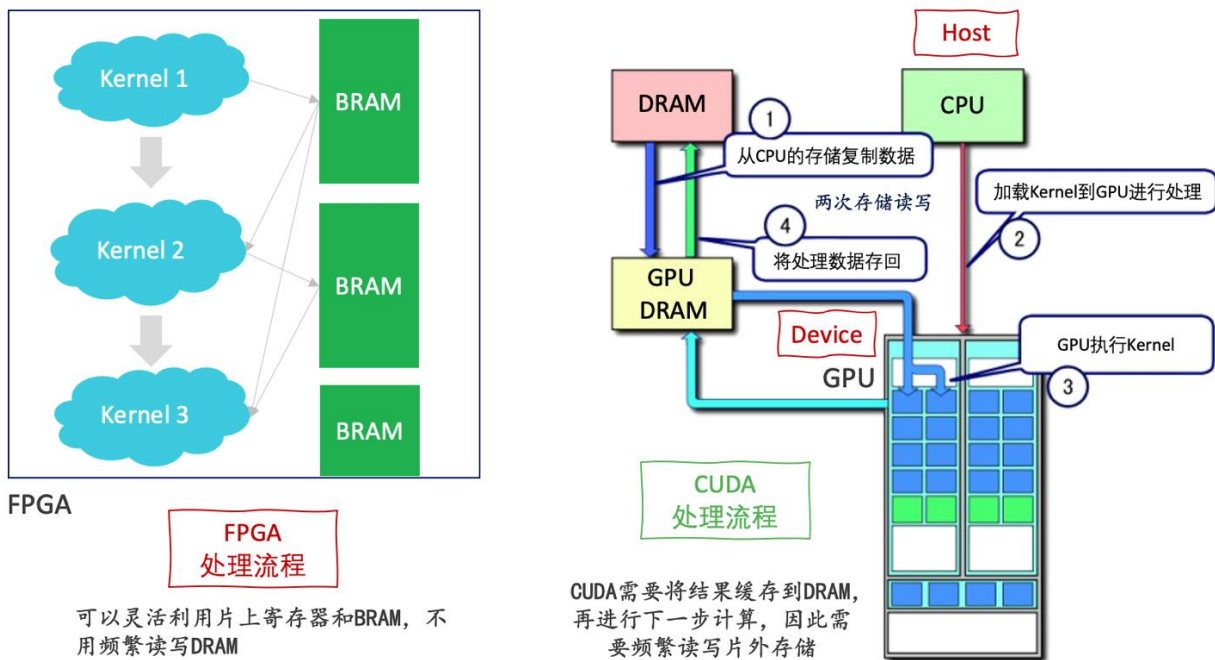 Kernel 1
Kernel 2
Kernel 3
BRAM
BRAM
BRAM
FPGA
FPGA
处理流程
可以灵活利用片上寄存器和BRAM，不
用频繁读写DRAM
Host
DRAM
CPU
1
从CPU的存储复制数据
加载Kernel到GPU进行处理
2
两次存储读写
4
将处理数据存回
GPU
DRAM
Device
GPU
GPU执行Kernel
3
CUDA
处理流程
CUDA需要将结果缓存到DRAM，
再进行下一步计算，因此需
要频繁读写片外存储